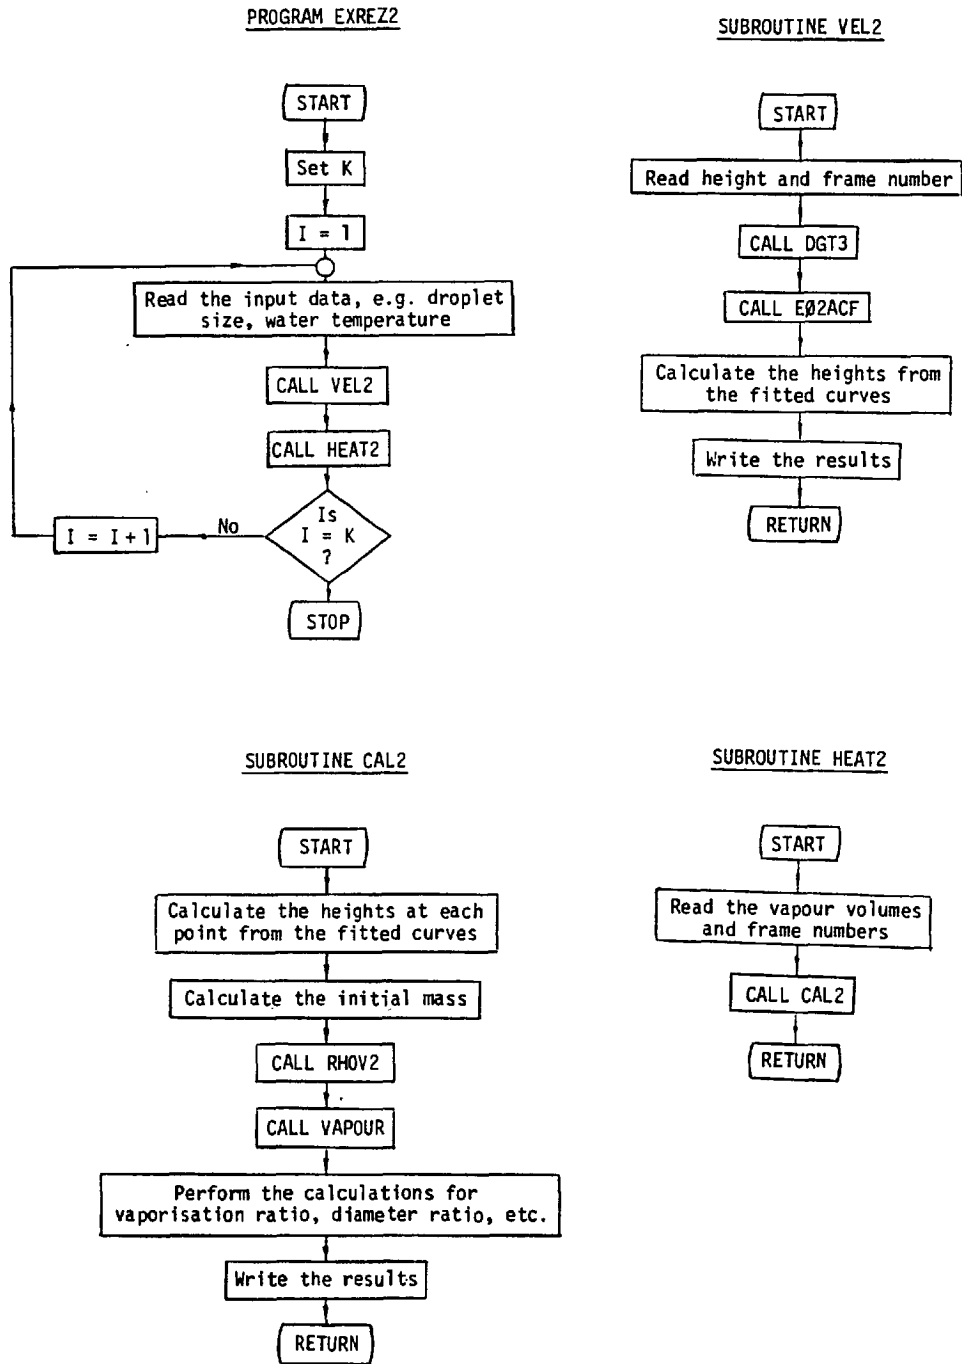 PROGRAM EXREZ2
START
Set K
I = 1
Read the input data, e.g. droplet
size, water temperature
CALL VEL2
CALL HEAT2
Is
I = K
?
No
I = I+1
STOP
SUBROUTINE VEL2
START
Read height and frame number
CALL DGT3
CALL EØ2ACF
Calculate the heights from
the fitted curves
Write the results
RETURN
SUBROUTINE CAL2
START
Calculate the heights at each
point from the fitted curves
Calculate the initial mass
CALL RHOV2
CALL VAPOUR
Perform the calculations for
vaporisation ratio, diameter ratio, etc.
Write the results
RETURN
SUBROUTINE HEAT2
START
Read the vapour volumes
and frame numbers
CALL CAL2
RETURN